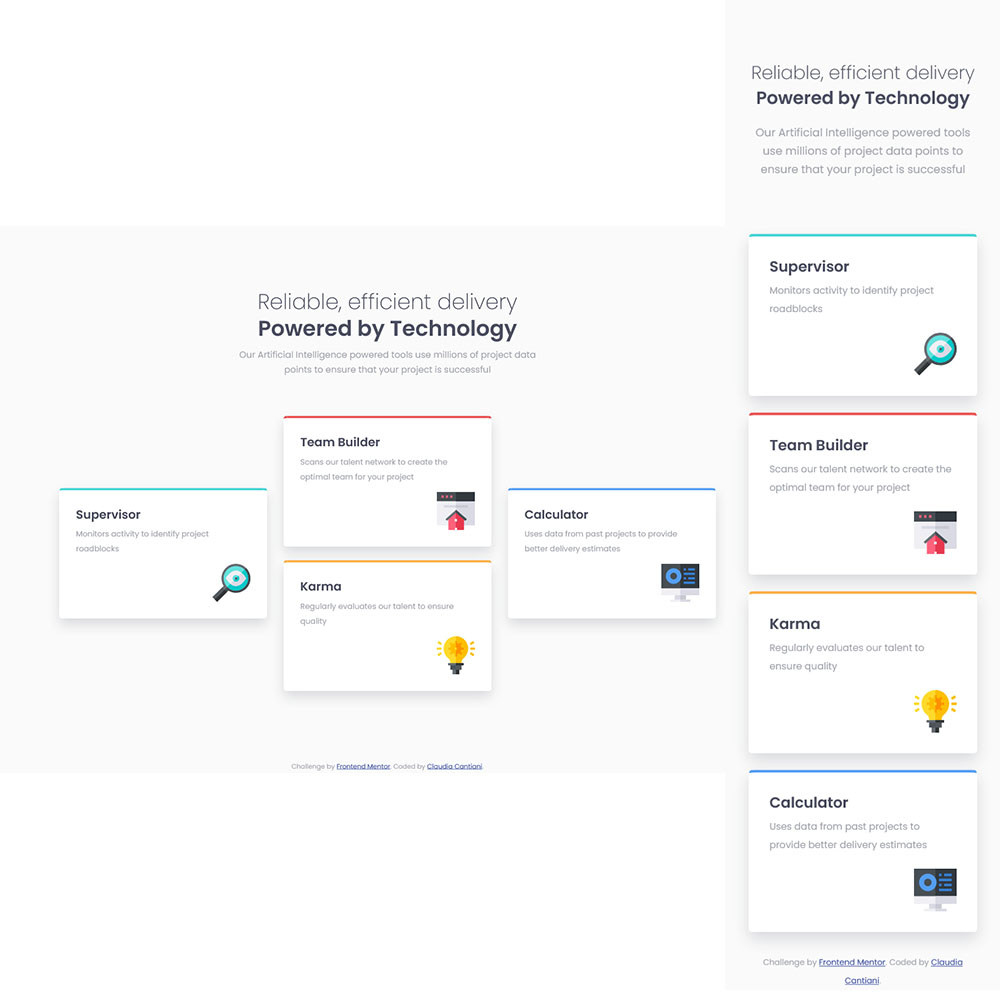 Reliable, efficient delivery
Powered by Technology
Our Artificial Intelligence powered tools use millions of project data
points to ensure that your project is successful
Supervisor
Monitors activity to identify project
roadblocks
Team Builder
Scans our talent network to create the
optimal team for your project
Karma
Regularly evaluates our talent to ensure
quality
Calculator
Uses data from past projects to provide
better delivery estimates
Challenge by Frontend Mentor. Coded by Claudia Cantiani.
Reliable, efficient delivery
Powered by Technology
Our Artificial Intelligence powered tools
use millions of project data points to
ensure that your project is successful
Supervisor
Monitors activity to identify project
roadblocks
Team Builder
Scans our talent network to create the
optimal team for your project
Karma
Regularly evaluates our talent to
ensure quality
Calculator
Uses data from past projects to
provide better delivery estimates
Challenge by Frontend Mentor. Coded by Claudia
Cantiani.